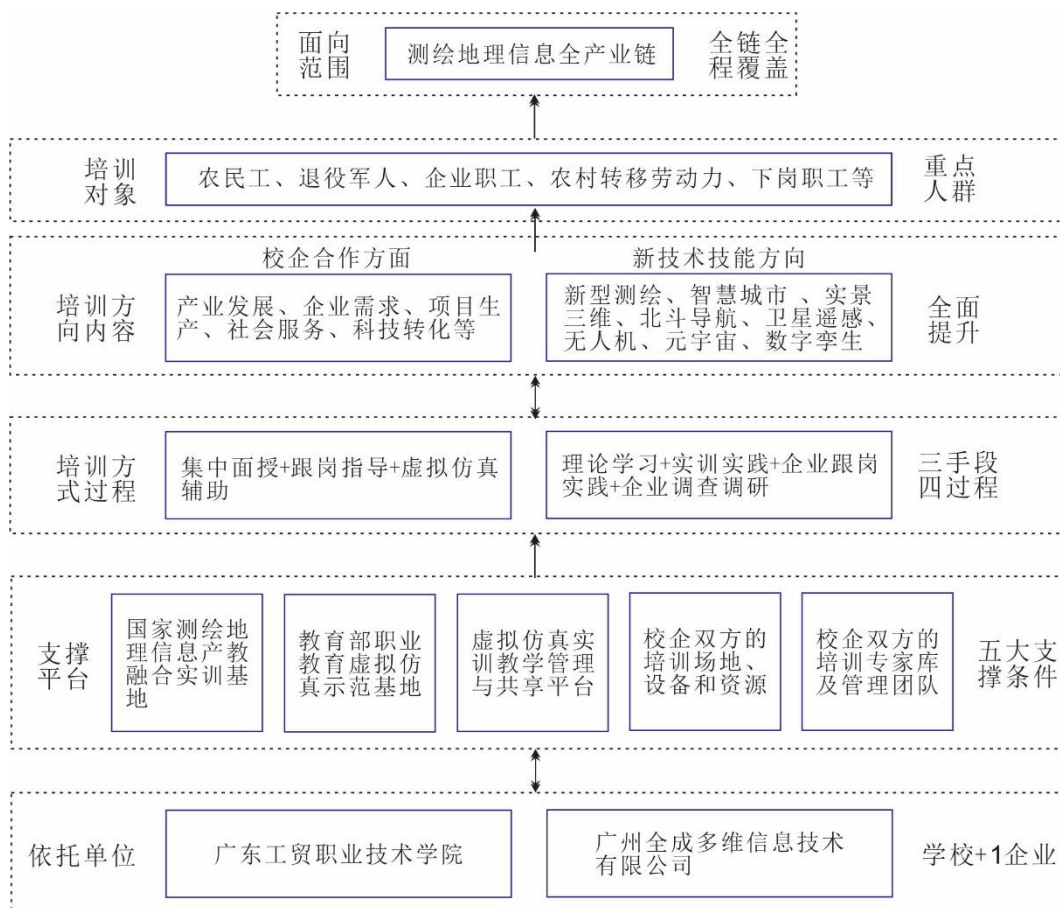 面向
范围
测绘地理信息全产业链
全链全
程覆盖
培训
对象
农民工、退役军人、企业职工、农村转移劳动力、下岗职工等
重点
人群
校企合作方面
新技术技能方向
培训方
向内容
产业发展、企业需求、项目生
产、社会服务、科技转化等
新型测绘、智慧城市 、实景
三维、北斗导航、卫星遥感、
无人机、元宇宙、数字孪生
全面
提升
培训方
式过程
集中面授+跟岗指导+虚拟仿真
辅助
理论学习+实训实践+企业跟岗
实践+企业调查调研
三手段
四过程
支撑
平台
国家测绘地
理信息产教
融合实训基
地
教育部职业
教育虚拟仿
真示范基地
虚拟仿真实
训教学管理
与共享平台
校企双方的
培训场地、
设备和资源
校企双方的
培训专家库
及管理团队
五大支
撑条件
依托单位
广东工贸职业技术学院
广州全成多维信息技术
有限公司
学校+1企业